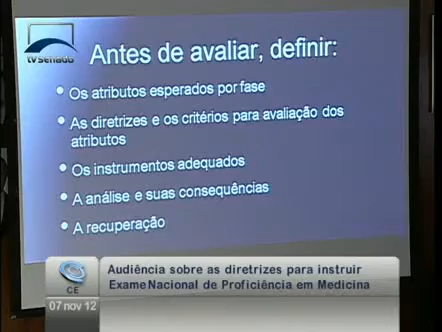 tv senado
Antes de avaliar, definir:
• Os atributos esperados por fase
• As diretrizes e os critérios para avaliação dos
atributos
• Os instrumentos adequados
• A análise e suas consequências
• A recuperação
CE
07 nov 12
Audiência sobre as diretrizes para instruir
Exame Nacional de Proficiência em Medicina